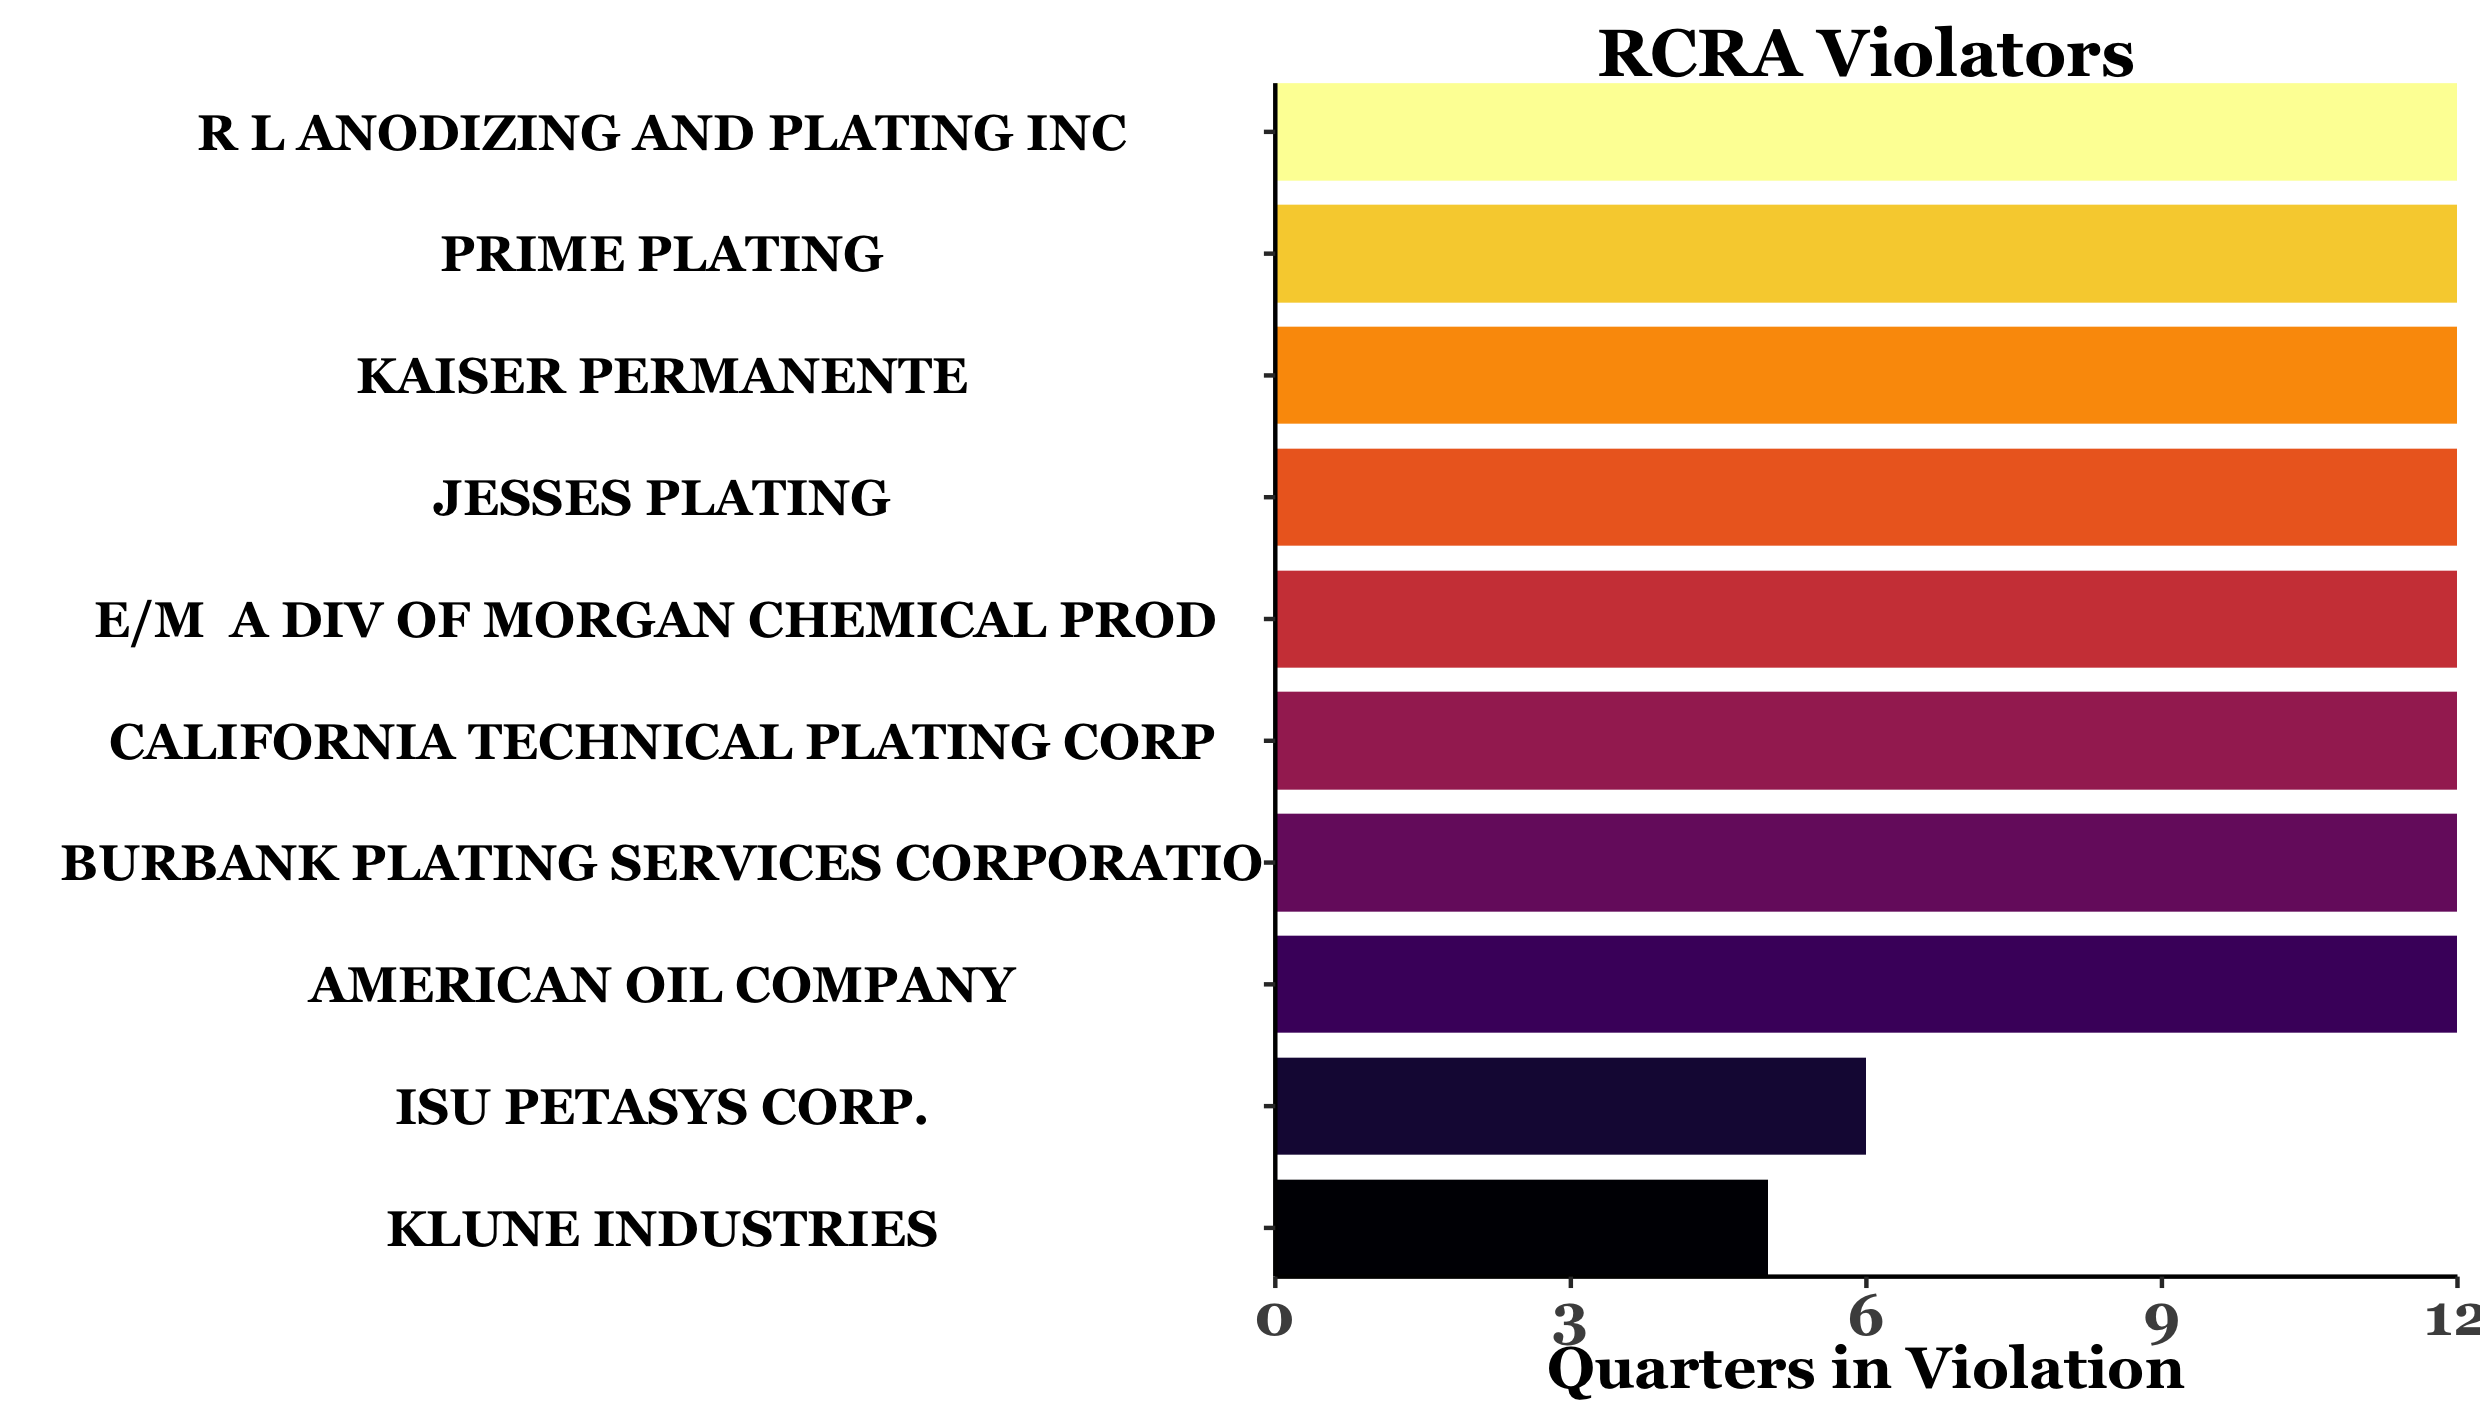 RCRA Violators
R L ANODIZING AND PLATING INC
PRIME PLATING
KAISER PERMANENTE
JESSES PLATING
E/M  A DIV OF MORGAN CHEMICAL PROD
CALIFORNIA TECHNICAL PLATING CORP
BURBANK PLATING SERVICES CORPORATIO
AMERICAN OIL COMPANY
ISU PETASYS CORP.
KLUNE INDUSTRIES
0 3 6 9 12
Quarters in Violation